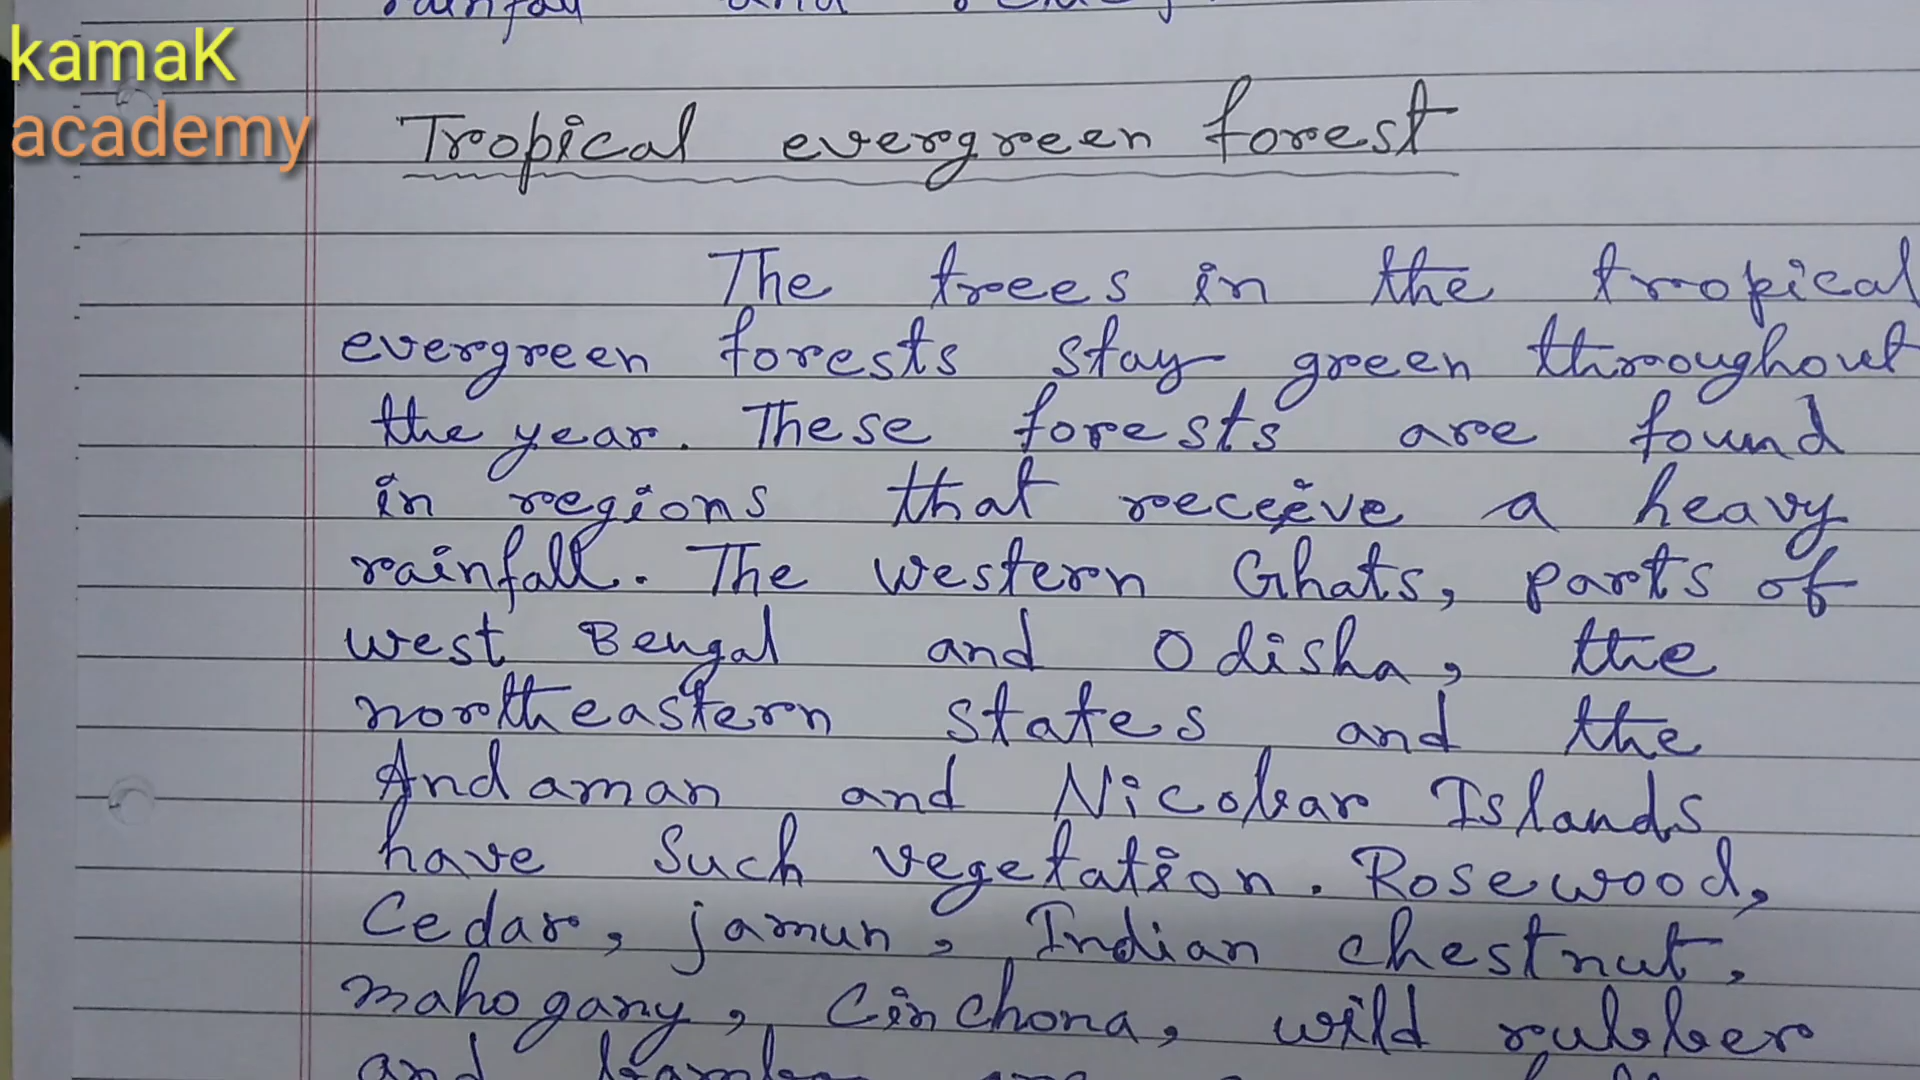 kamaK
academy
rainfall and
Tropical evergreen forest
The trees in the tropical
evergreen forests stay green throughout
the year. These forests are found
in regions that receive a heavy
rainfall. The western Ghats, parts of
west Bengal and Odisha, the
northeastern states and the
Andaman and Nicobar Islands
have such vegetation. Rosewood,
Cedar, jamun, Indian chestnut,
mahogany, Cinchona, wild rubber
and